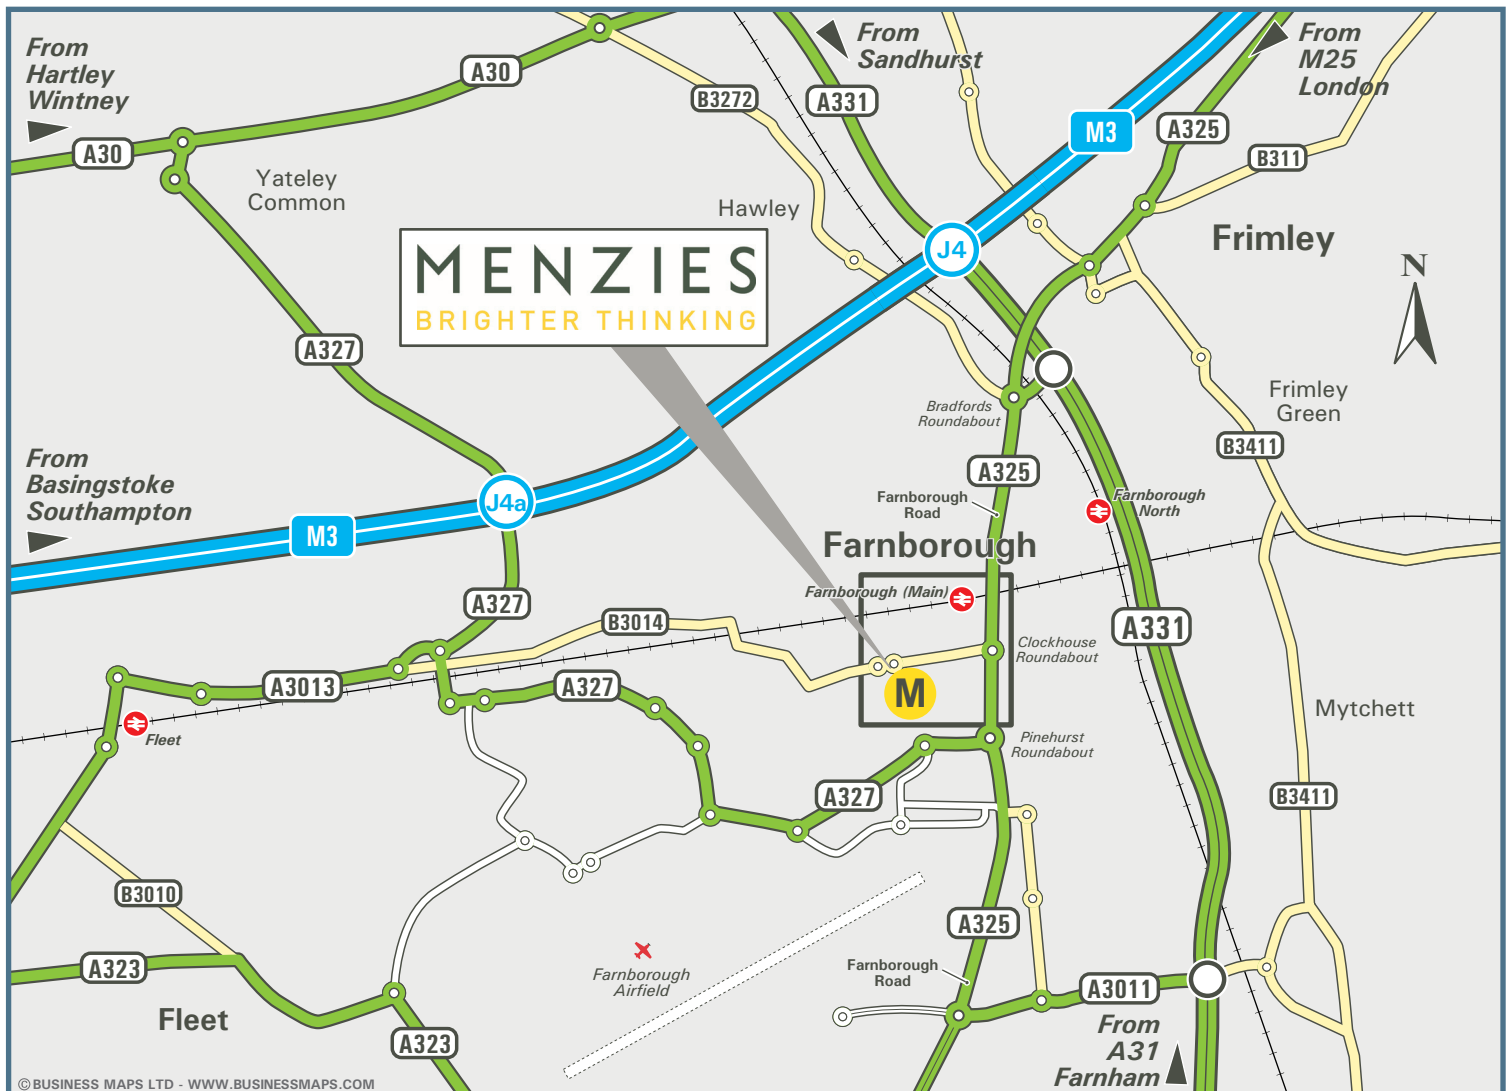 From
Hartley
Wintney
A30
A30
Yateley
Common
B3272
A331
From
Sandhurst
M3
From
M25
London
A325
B311
Hawley
J4
Frimley
N
MENZIES
BRIGHTER THINKING
A327
Frimley
Green
Bradfords
Roundabout
B3411
From
Basingstoke
Southampton
M3
J4a
A325
Farnborough
Road
Farnborough
North
Farnborough
Farnborough (Main)
A327
B3014
A331
Clockhouse
Roundabout
A3013
A327
M
Mytchett
Fleet
Pinehurst
Roundabout
A327
B3411
B3010
A325
A323
Farnborough
Airfield
Farnborough
Road
A3011
Fleet
A323
From
A31
Farnham
© BUSINESS MAPS LTD - WWW.BUSINESSMAPS.COM